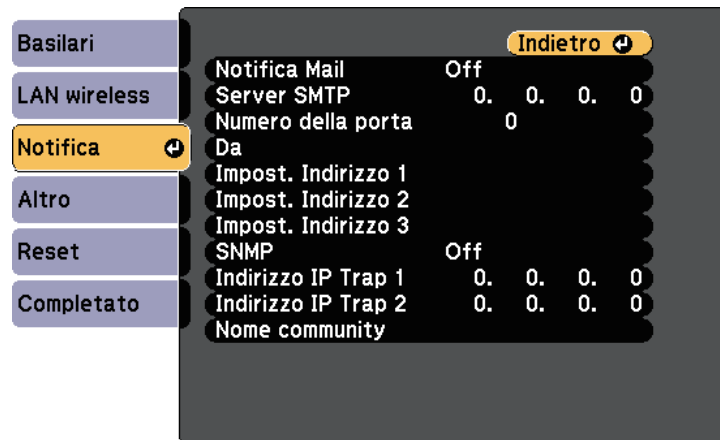 Basilari
LAN wireless
Notifica
Altro
Reset
Completato
Indietro
Notifica Mail Off
Server SMTP 0. 0. 0. 0
Numero della porta 0
Da
Impost. Indirizzo 1
Impost. Indirizzo 2
Impost. Indirizzo 3
SNMP Off
Indirizzo IP Trap 1 0. 0. 0. 0
Indirizzo IP Trap 2 0. 0. 0. 0
Nome community